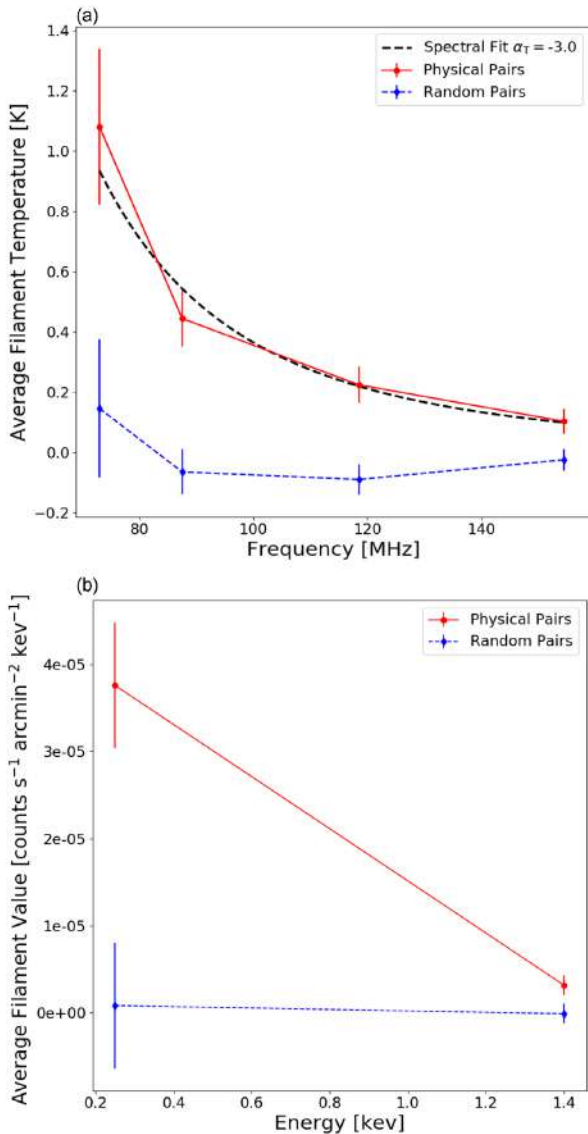 (a)
Spectral Fit αT = -3.0
Physical Pairs
Random Pairs
Average Filament Temperature [K]
1.4
1.2
1.0
0.8
0.6
0.4
0.2
0.0
−0.2
80
100
120
140
Frequency [MHz]
(b)
Physical Pairs
Random Pairs
Average Filament Value [counts s⁻¹ arcmin⁻² kev⁻¹]
4e-05
3e-05
2e-05
1e-05
0e+00
0.2
0.4
0.6
0.8
1.0
1.2
1.4
Energy [kev]